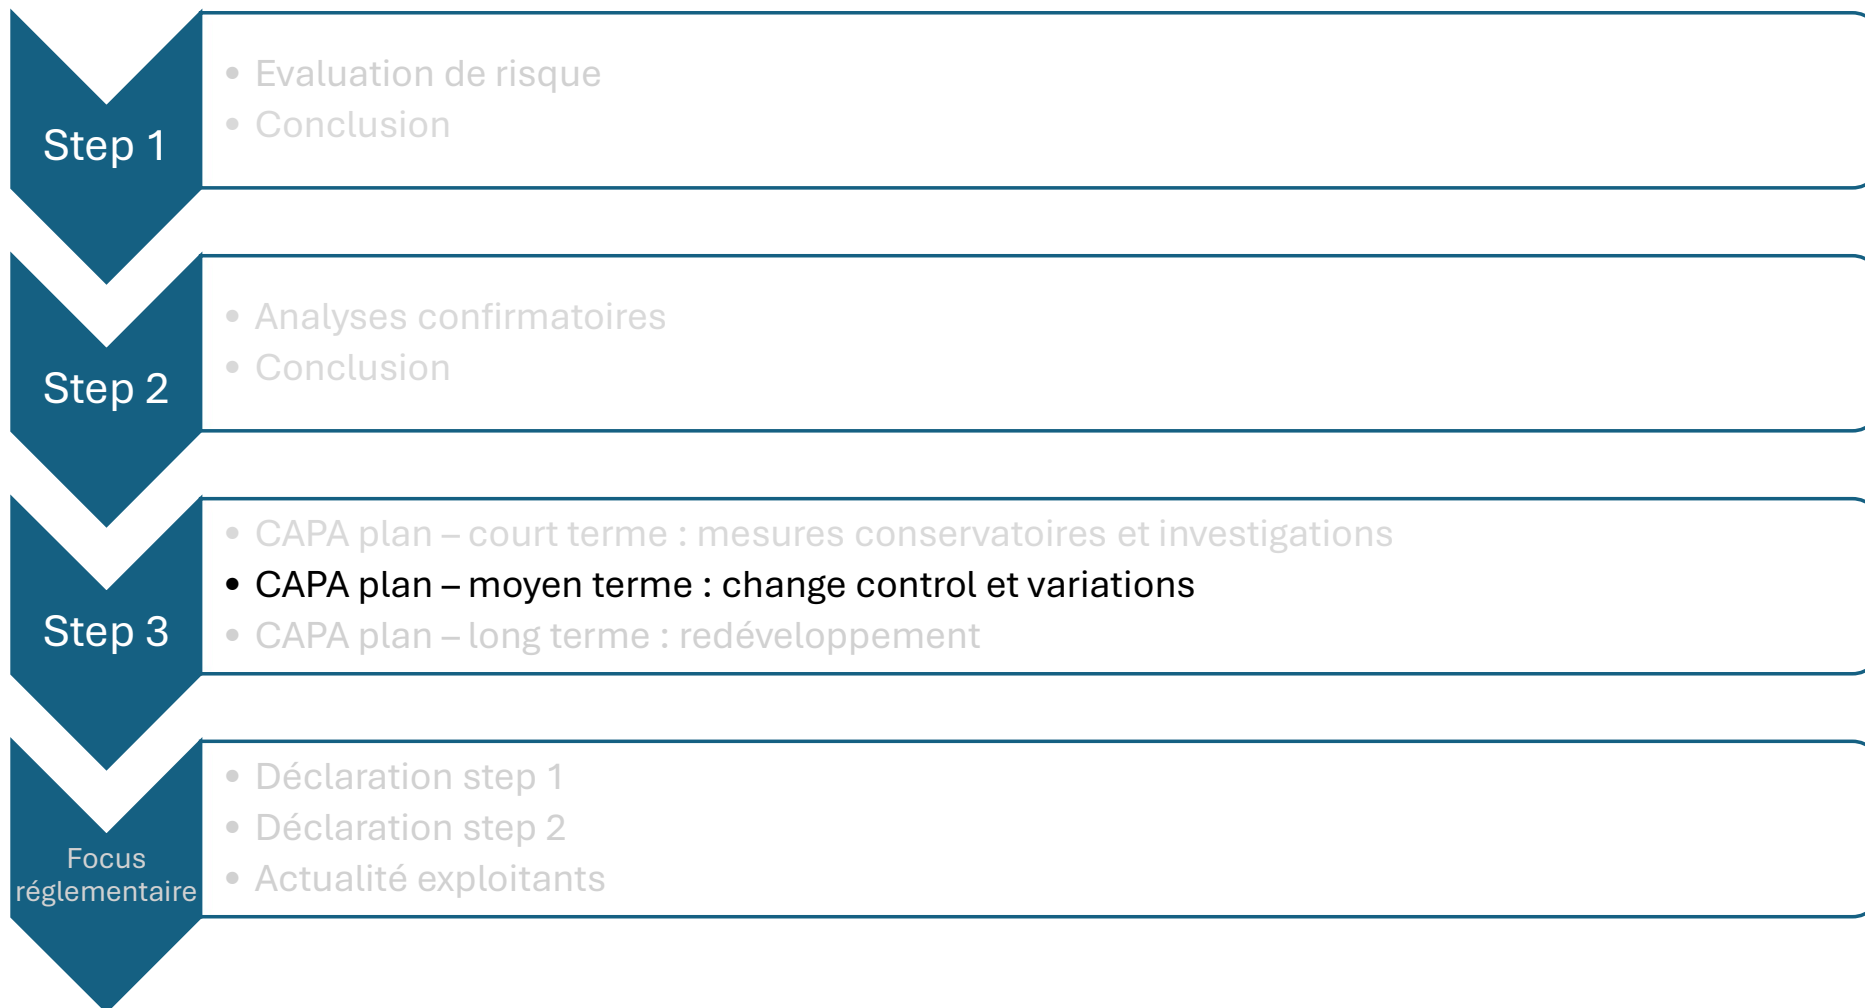 Step 1
• Evaluation de risque
• Conclusion
Step 2
• Analyses confirmatoires
• Conclusion
Step 3
• CAPA plan – court terme : mesures conservatoires et investigations
• CAPA plan – moyen terme : change control et variations
• CAPA plan – long terme : redéveloppement
Focus
réglementaire
• Déclaration step 1
• Déclaration step 2
• Actualité exploitants